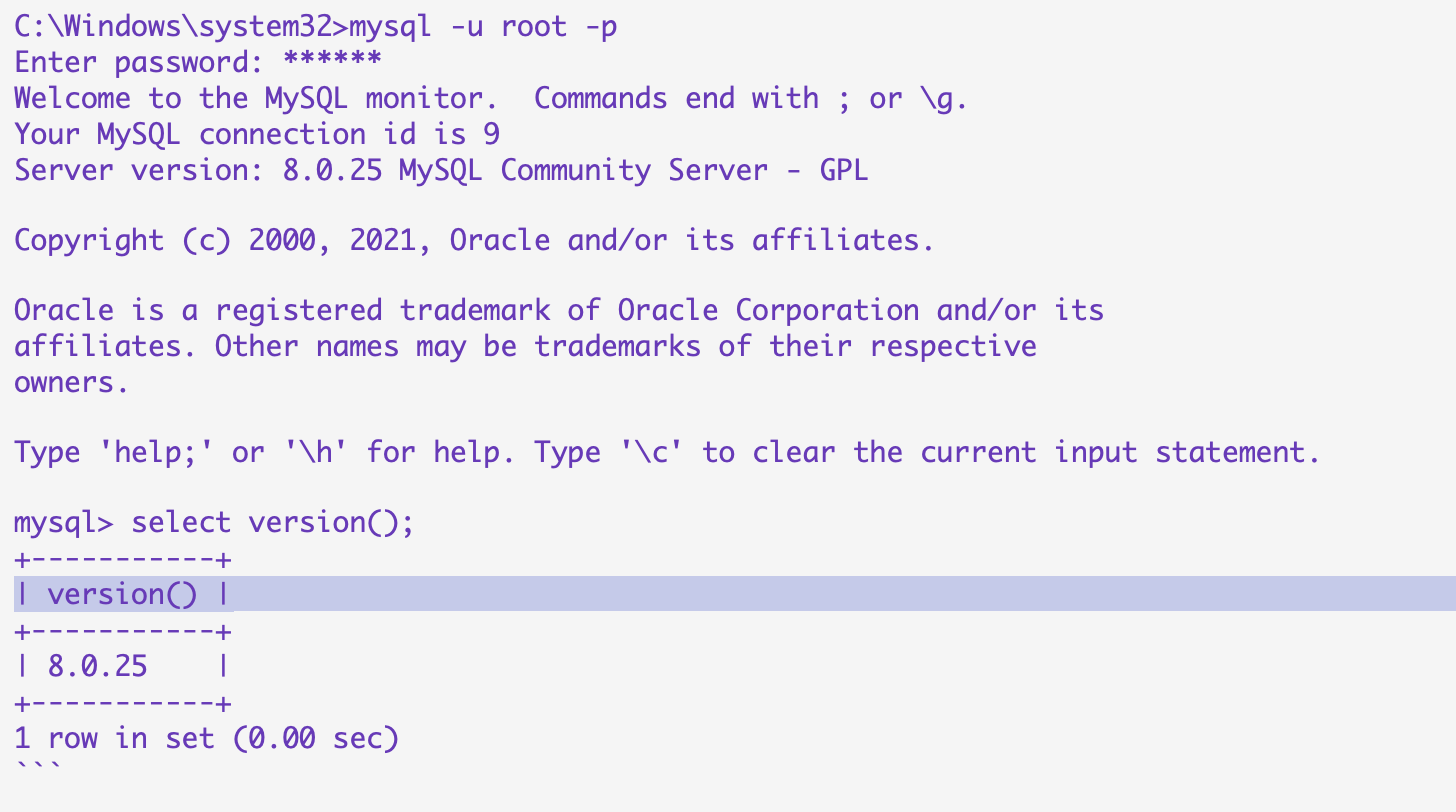 C:\Windows\system32>mysql -u root -p
Enter password: ******
Welcome to the MySQL monitor.  Commands end with ; or \g.
Your MySQL connection id is 9
Server version: 8.0.25 MySQL Community Server - GPL

Copyright (c) 2000, 2021, Oracle and/or its affiliates.

Oracle is a registered trademark of Oracle Corporation and/or its
affiliates. Other names may be trademarks of their respective
owners.

Type 'help;' or '\h' for help. Type '\c' to clear the current input statement.

mysql> select version();
+-----------+
| version() |
+-----------+
| 8.0.25    |
+-----------+
1 row in set (0.00 sec)
```